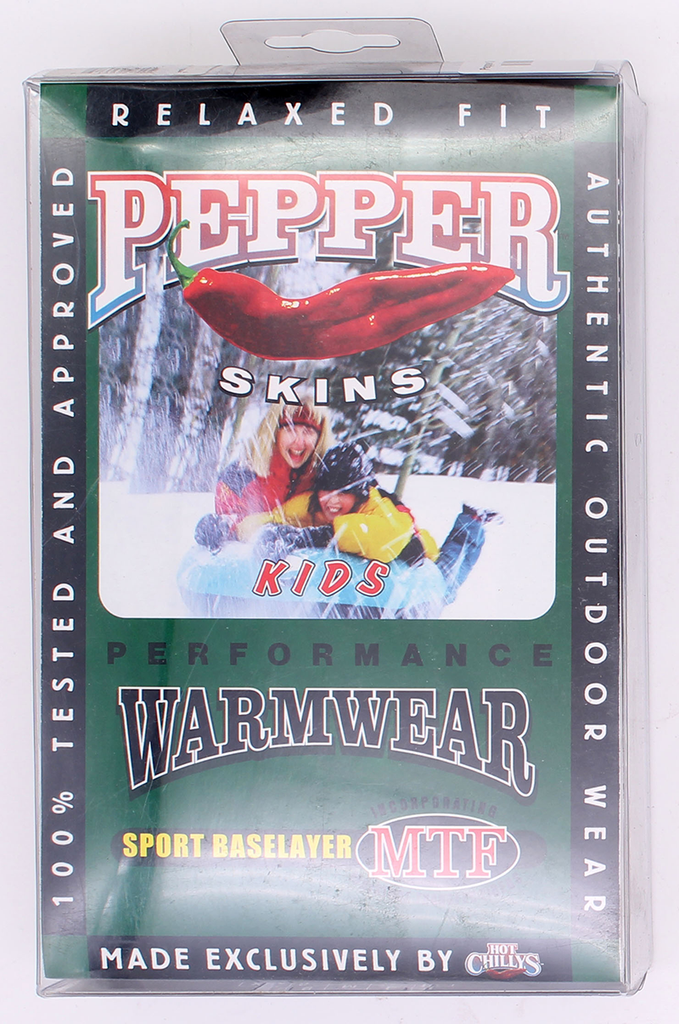 RELAXED FIT
100% TESTED AND APPROVED
AUTHENTIC OUTDOOR WEAR
PEPPER
SKINS
KIDS
PERFORMANCE
WARMWEAR
INCORPORATING
SPORT BASELAYER MTF
MADE EXCLUSIVELY BY HOT CHILLYS